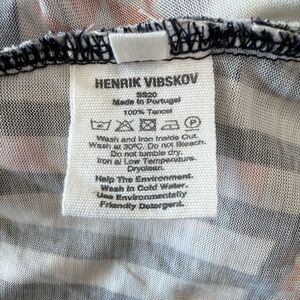 HENRIK VIBSKOV
SS20
Made in Portugal
100% Tencel
Wash and Iron Inside Out.
Wash at 30°C. Do not Bleach.
Do not tumble dry.
Iron at Low Temperature.
Dryclean.
Help The Environment.
Wash In Cold Water.
Use Environmentally
Friendly Detergent.